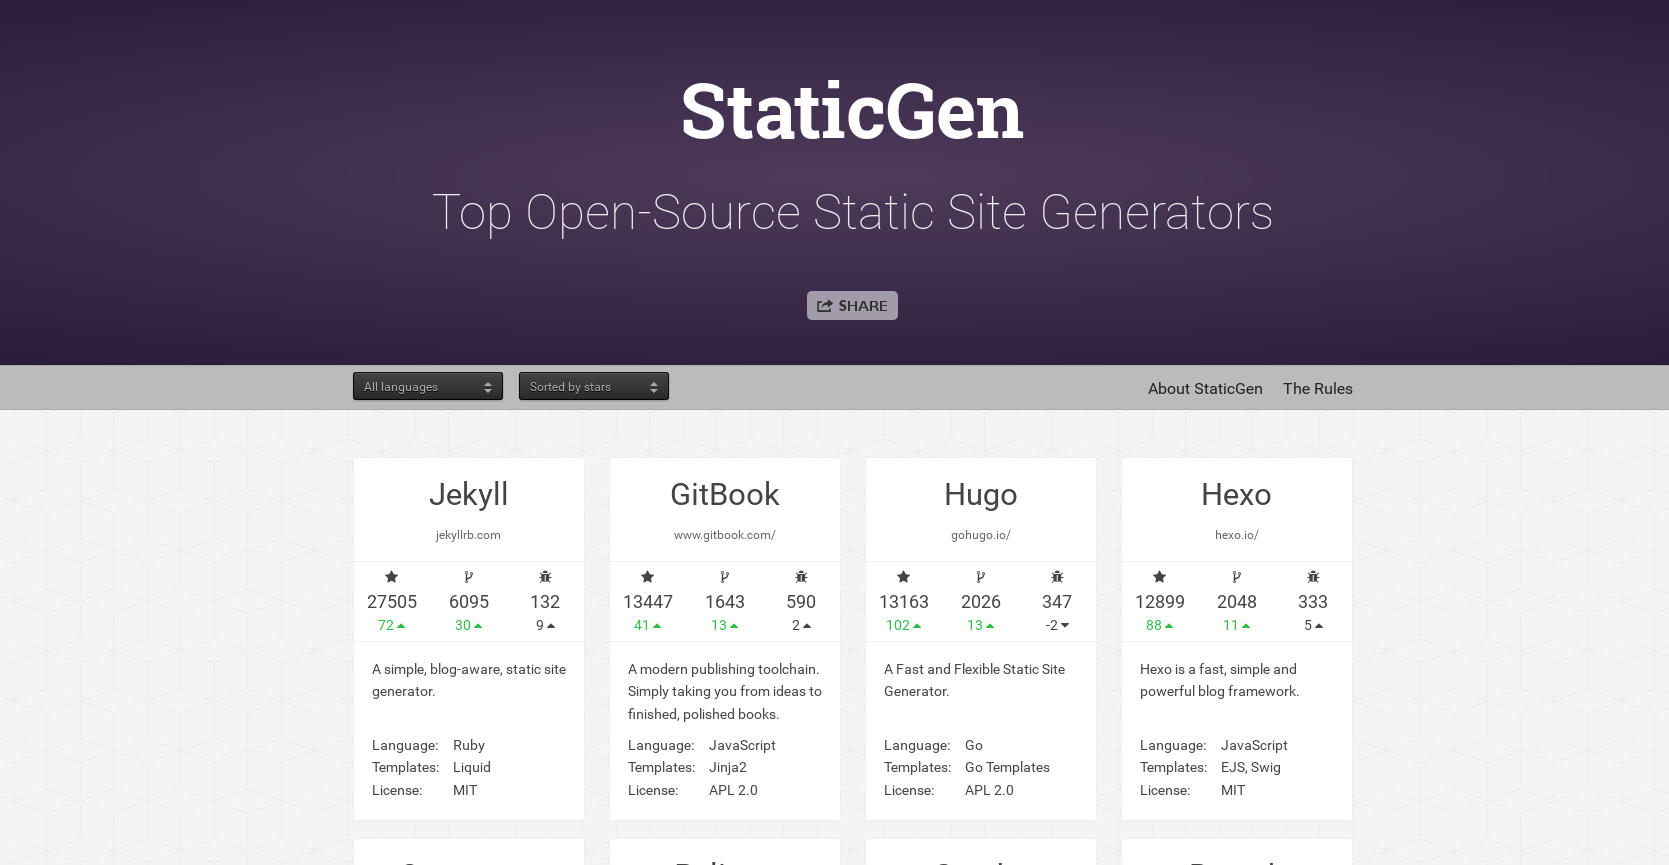 StaticGen
Top Open-Source Static Site Generators
SHARE
All languages
Sorted by stars
About StaticGen
The Rules
Jekyll
jekyllrb.com
27505 6095 132
72 30 9
A simple, blog-aware, static site
generator.
Language: Ruby
Templates: Liquid
License: MIT
GitBook
www.gitbook.com/
13447 1643 590
41 13 2
A modern publishing toolchain.
Simply taking you from ideas to
finished, polished books.
Language: JavaScript
Templates: Jinja2
License: APL 2.0
Hugo
gohugo.io/
13163 2026 347
102 13 -2
A Fast and Flexible Static Site
Generator.
Language: Go
Templates: Go Templates
License: APL 2.0
Hexo
hexo.io/
12899 2048 333
88 11 5
Hexo is a fast, simple and
powerful blog framework.
Language: JavaScript
Templates: EJS, Swig
License: MIT